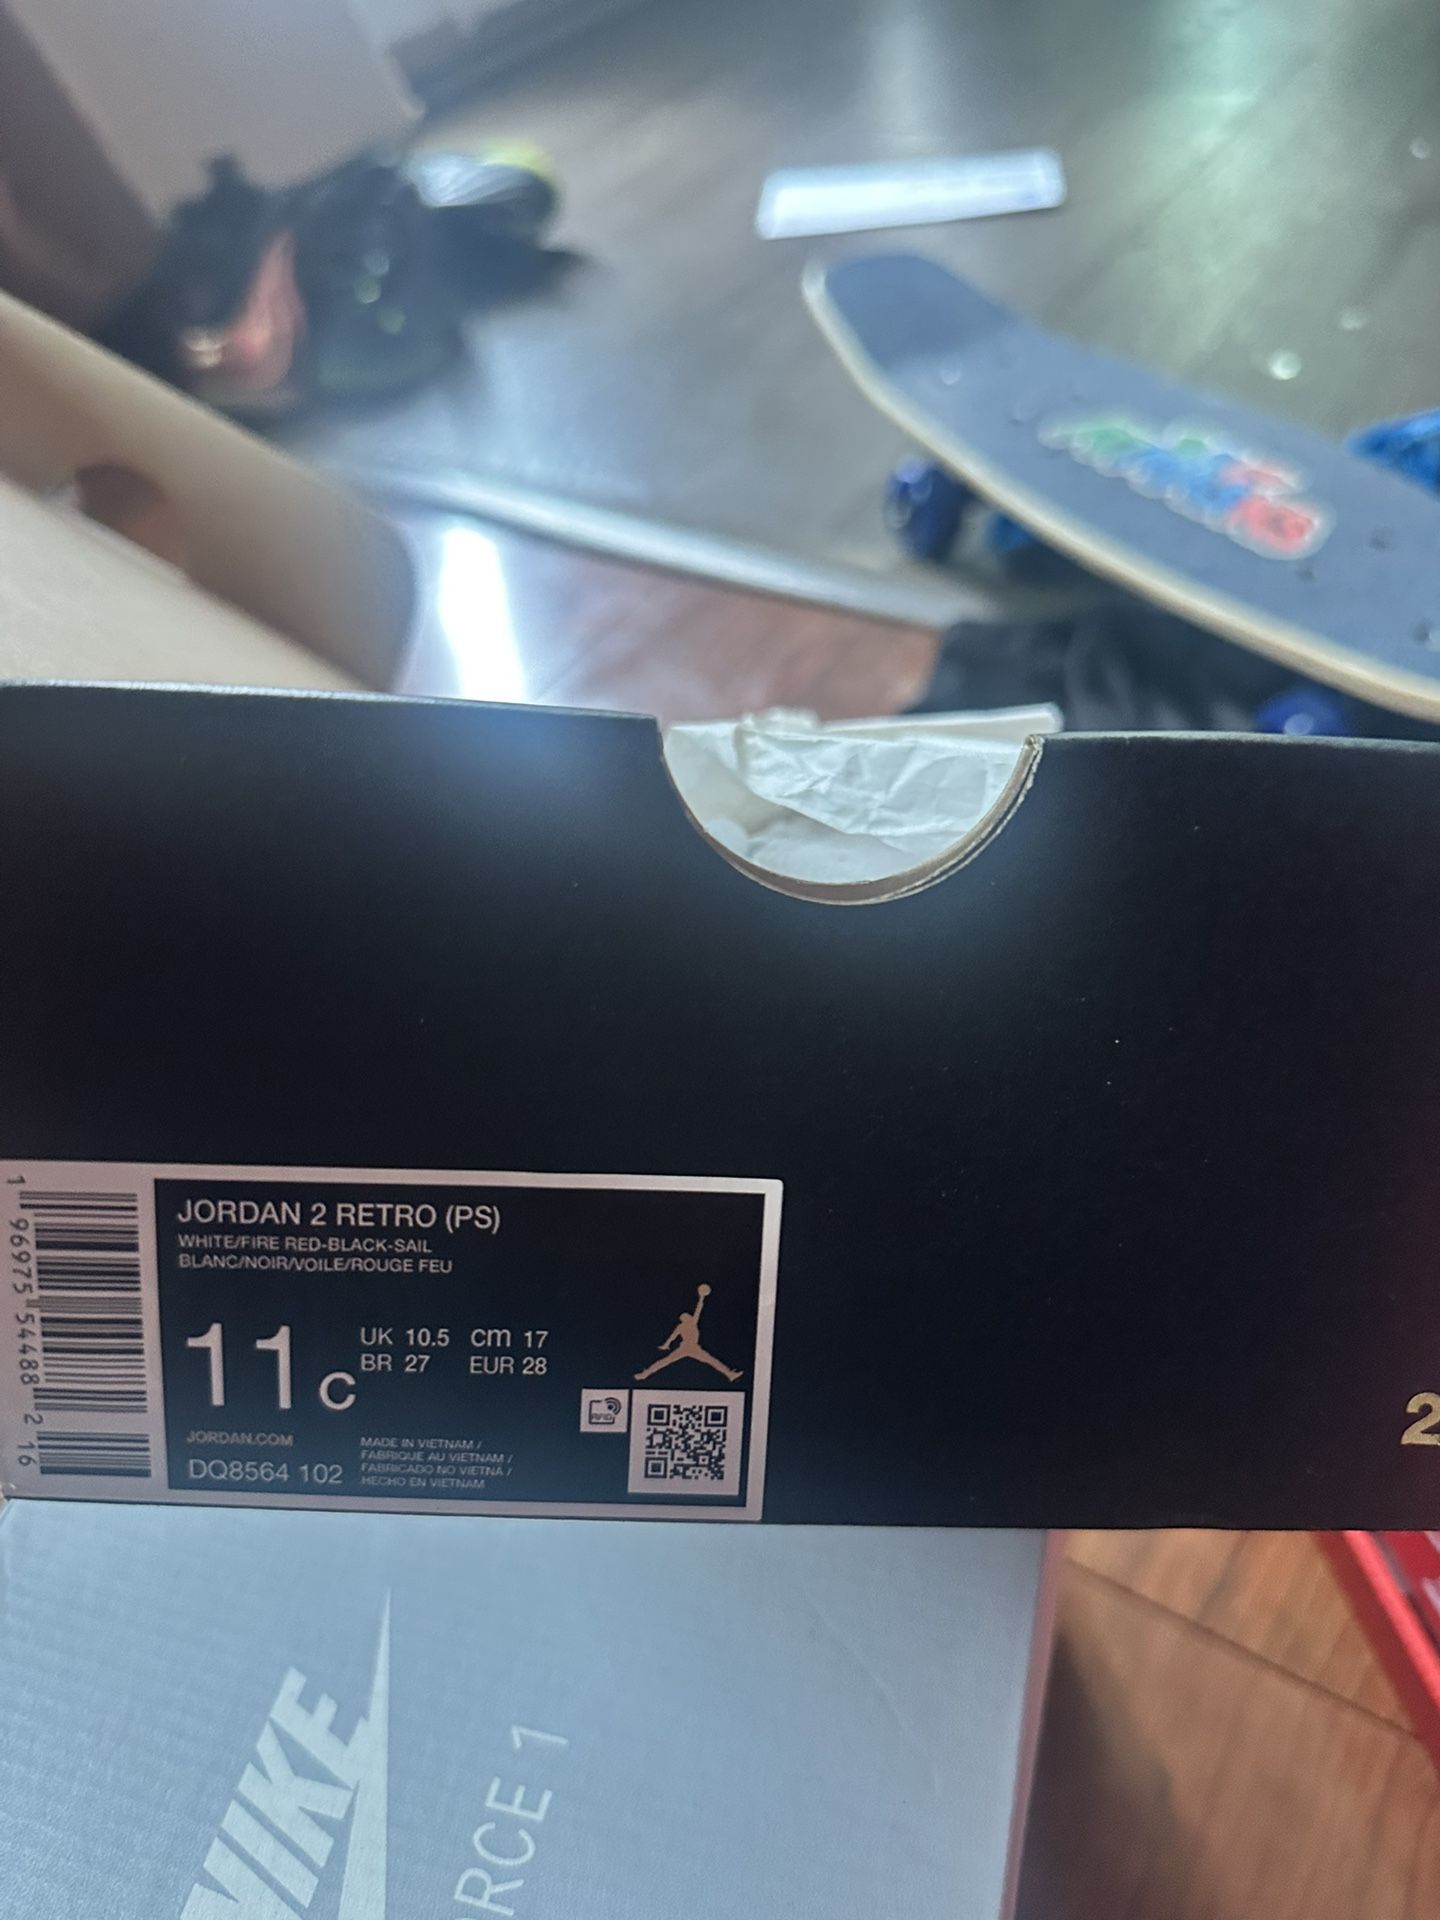 JORDAN 2 RETRO (PS)
WHITE/FIRE RED-BLACK-SAIL
BLANC/NOIR/VOILE/ROUGE FEU
11c
UK 10.5 cm 17
BR 27 EUR 28
RFID
JORDAN.COM
DQ8564 102
MADE IN VIETNAM /
FABRIQUE AU VIETNAM /
FABRICADO NO VIETNÃ /
HECHO EN VIETNAM
1 96975 54488 2 16
2
NIKE
RCE 1